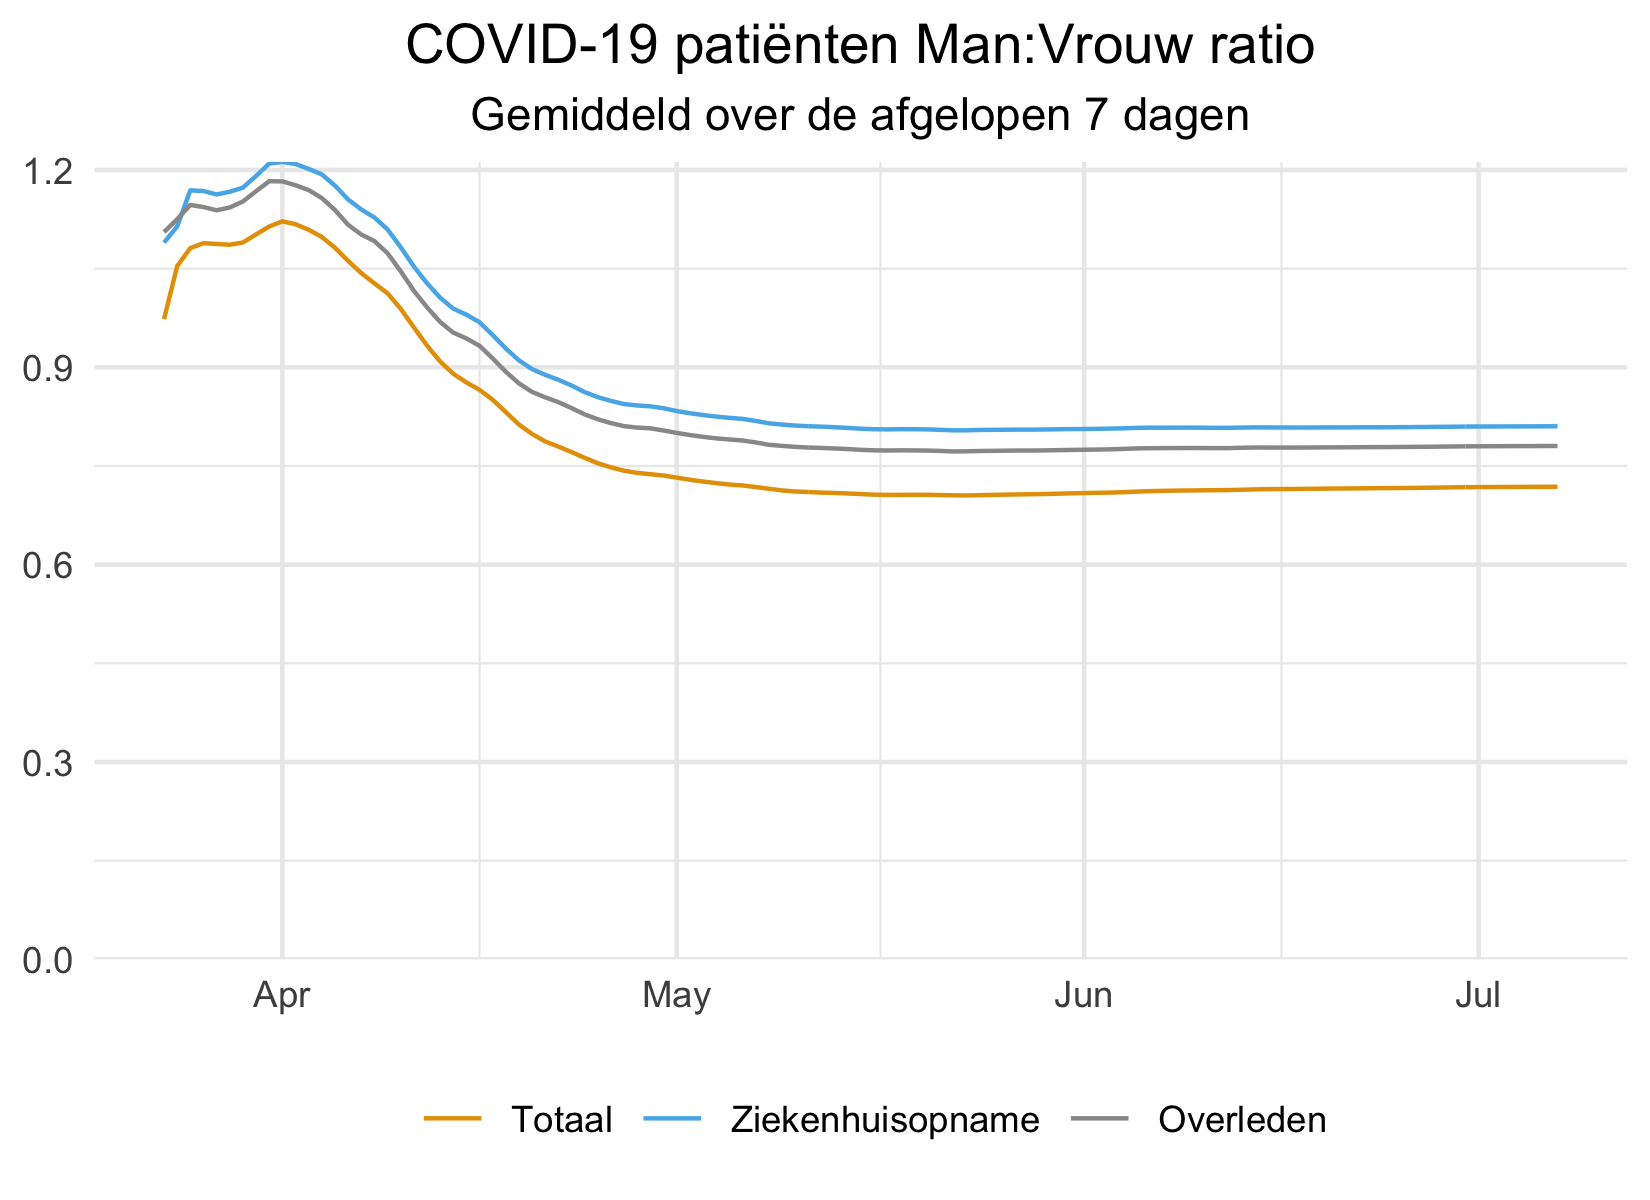 COVID-19 patiënten Man:Vrouw ratio
Gemiddeld over de afgelopen 7 dagen
1.2
0.9
0.6
0.3
0.0
Apr May Jun Jul
Totaal Ziekenhuisopname Overleden